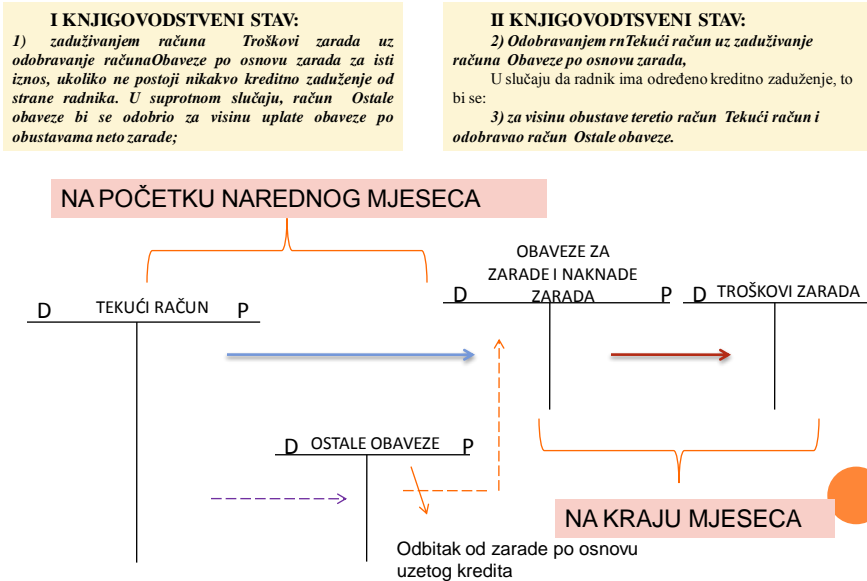 I KNJIGOVODSTVENI STAV:
1) zaduživanjem računa Troškovi zarada uz
odobravanje računaObaveze po osnovu zarada za isti
iznos, ukoliko ne postoji nikakvo kreditno zaduženje od
strane radnika. U suprotnom slučaju, račun Ostale
obaveze bi se odobrio za visinu uplate obaveze po
obustavama neto zarade;
II KNJIGOVODTSVENI STAV:
2) Odobravanjem rnTekući račun uz zaduživanje
računa Obaveze po osnovu zarada,
U slučaju da radnik ima određeno kreditno zaduženje, to
bi se:
3) za visinu obustave teretio račun Tekući račun i
odobravao račun Ostale obaveze.
NA POČETKU NAREDNOG MJESECA
OBAVEZE ZA
ZARADE I NAKNADE
ZARADA
D P
D TROŠKOVI ZARADA
D TEKUĆI RAČUN P
D OSTALE OBAVEZE P
NA KRAJU MJESECA
Odbitak od zarade po osnovu
uzetog kredita